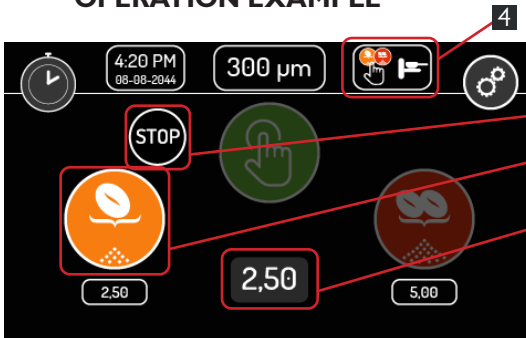 OPERATION EXAMPLE
4
4:20 PM
08-08-2044
300 µm
STOP
2,50
2,50
5,00